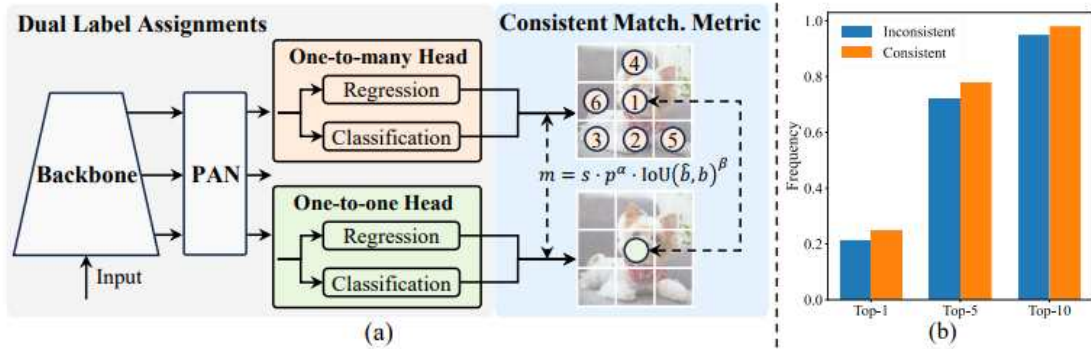 Dual Label Assignments
Consistent Match. Metric
One-to-many Head
Regression
Classification
Backbone
PAN
One-to-one Head
Regression
Classification
Input
4
6 1
3 2 5
m = s · p^α · IoU(b̂, b)^β
(a)
Inconsistent
Consistent
Frequency
1.0
0.8
0.6
0.4
0.2
0.0
Top-1 Top-5 Top-10
(b)